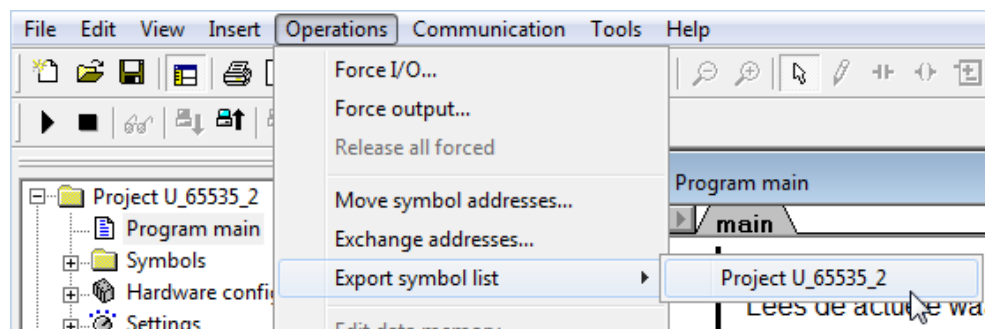 File Edit View Insert Operations Communication Tools Help
Force I/O...
Force output...
Release all forced
Move symbol addresses...
Exchange addresses...
Export symbol list
Project U_65535_2
Project U_65535_2
Program main
Symbols
Hardware config
Settings
Program main
main
Lees de actuele wa